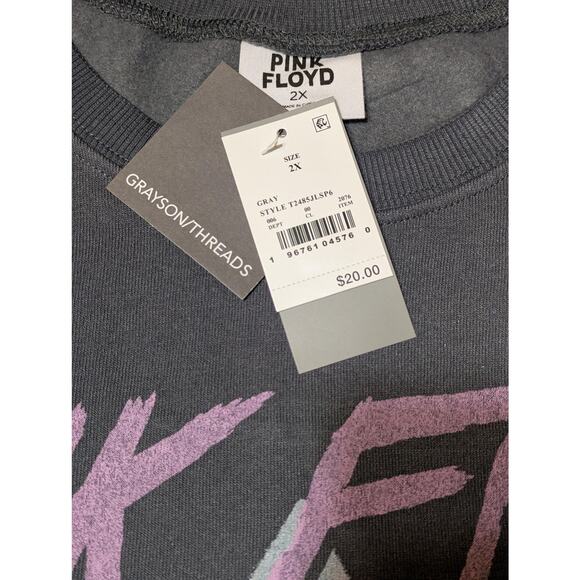 PINK
FLOYD
2X
GRAYSON/THREADS
SIZE
2X
GRAY
STYLE T2485JLSP6
006 00 2076
DEPT CL ITEM
1 96761 04576 0
$20.00
K F